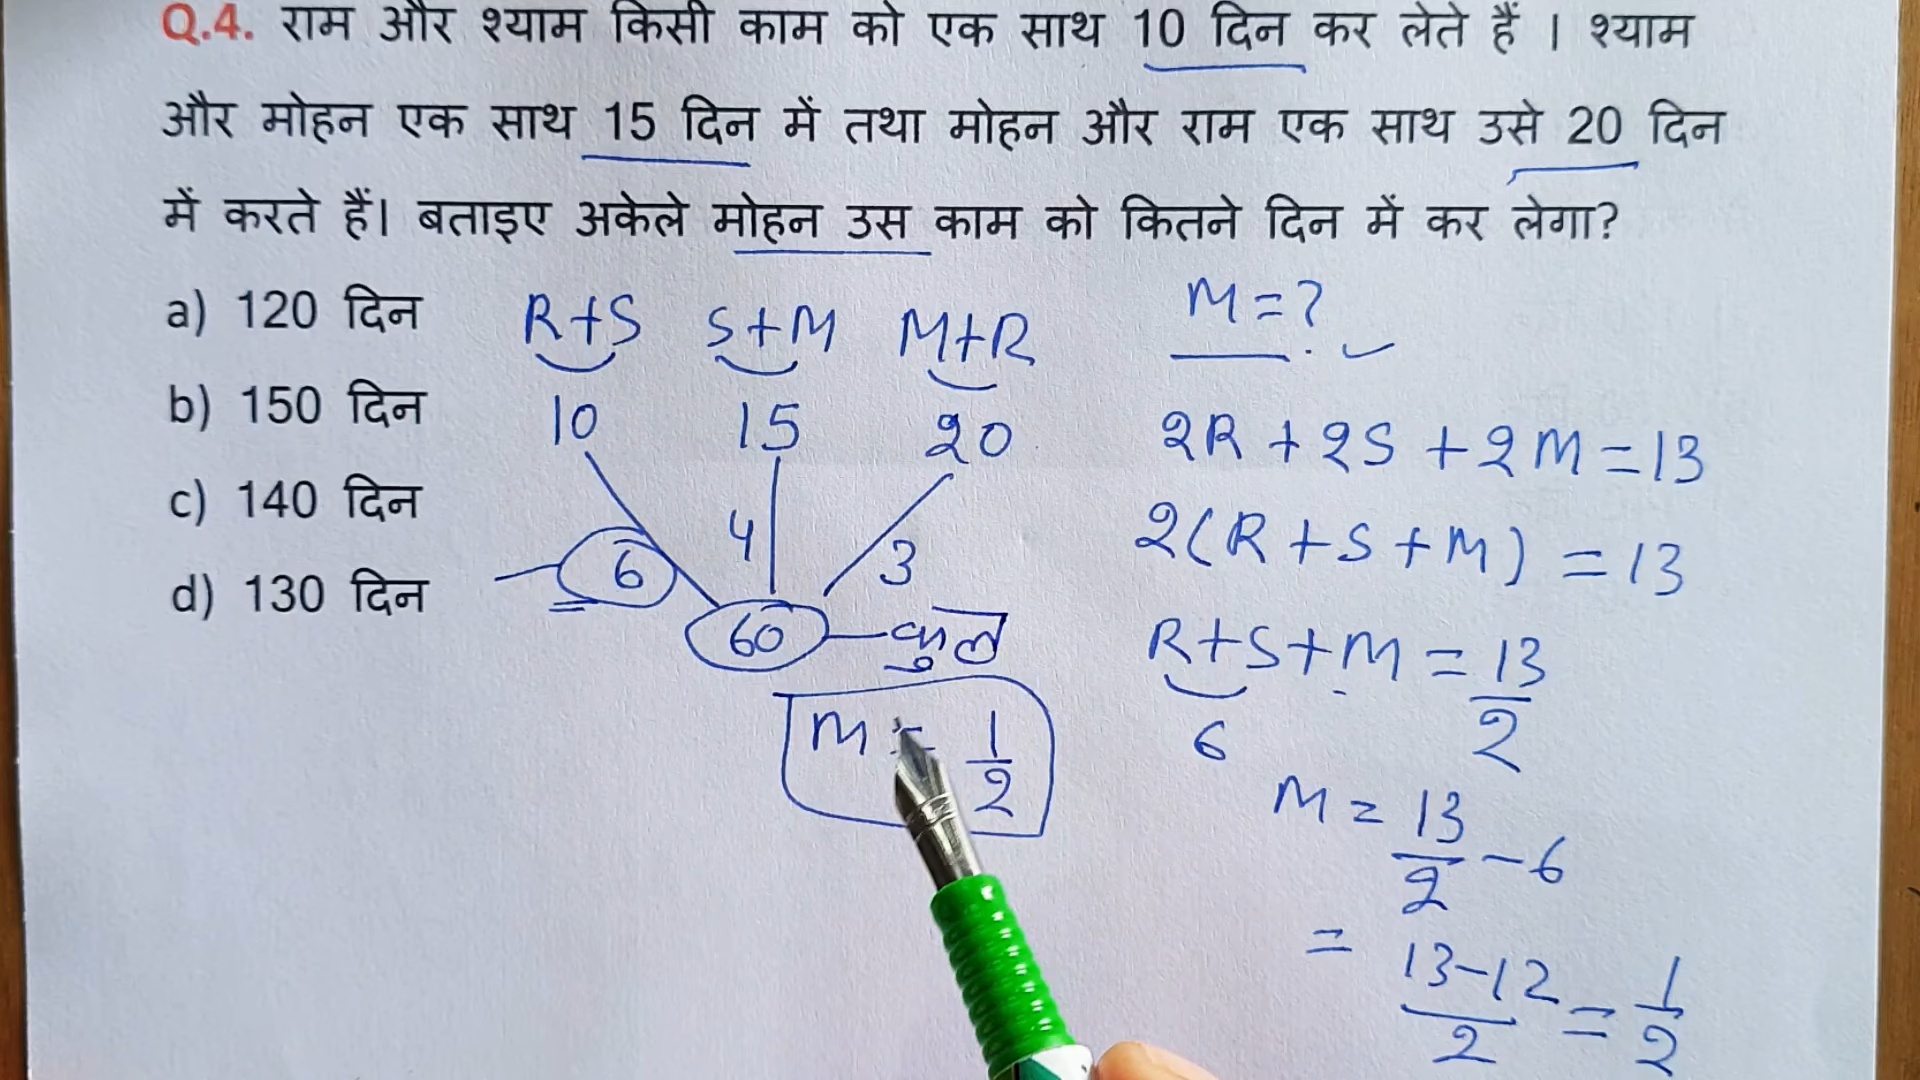 Q.4. राम और श्याम किसी काम को एक साथ 10 दिन कर लेते हैं । श्याम
और मोहन एक साथ 15 दिन में तथा मोहन और राम एक साथ उसे 20 दिन
में करते हैं। बताइए अकेले मोहन उस काम को कितने दिन में कर लेगा?
a) 120 दिन
b) 150 दिन
c) 140 दिन
d) 130 दिन
R+S S+M M+R
10 15 20
6 4 3
60 कुल
M = 1/2
M = ?
2R + 2S + 2M = 13
2(R + S + M) = 13
R+S+M = 13/2
6
M = 13/2 - 6
= 13-12/2 = 1/2